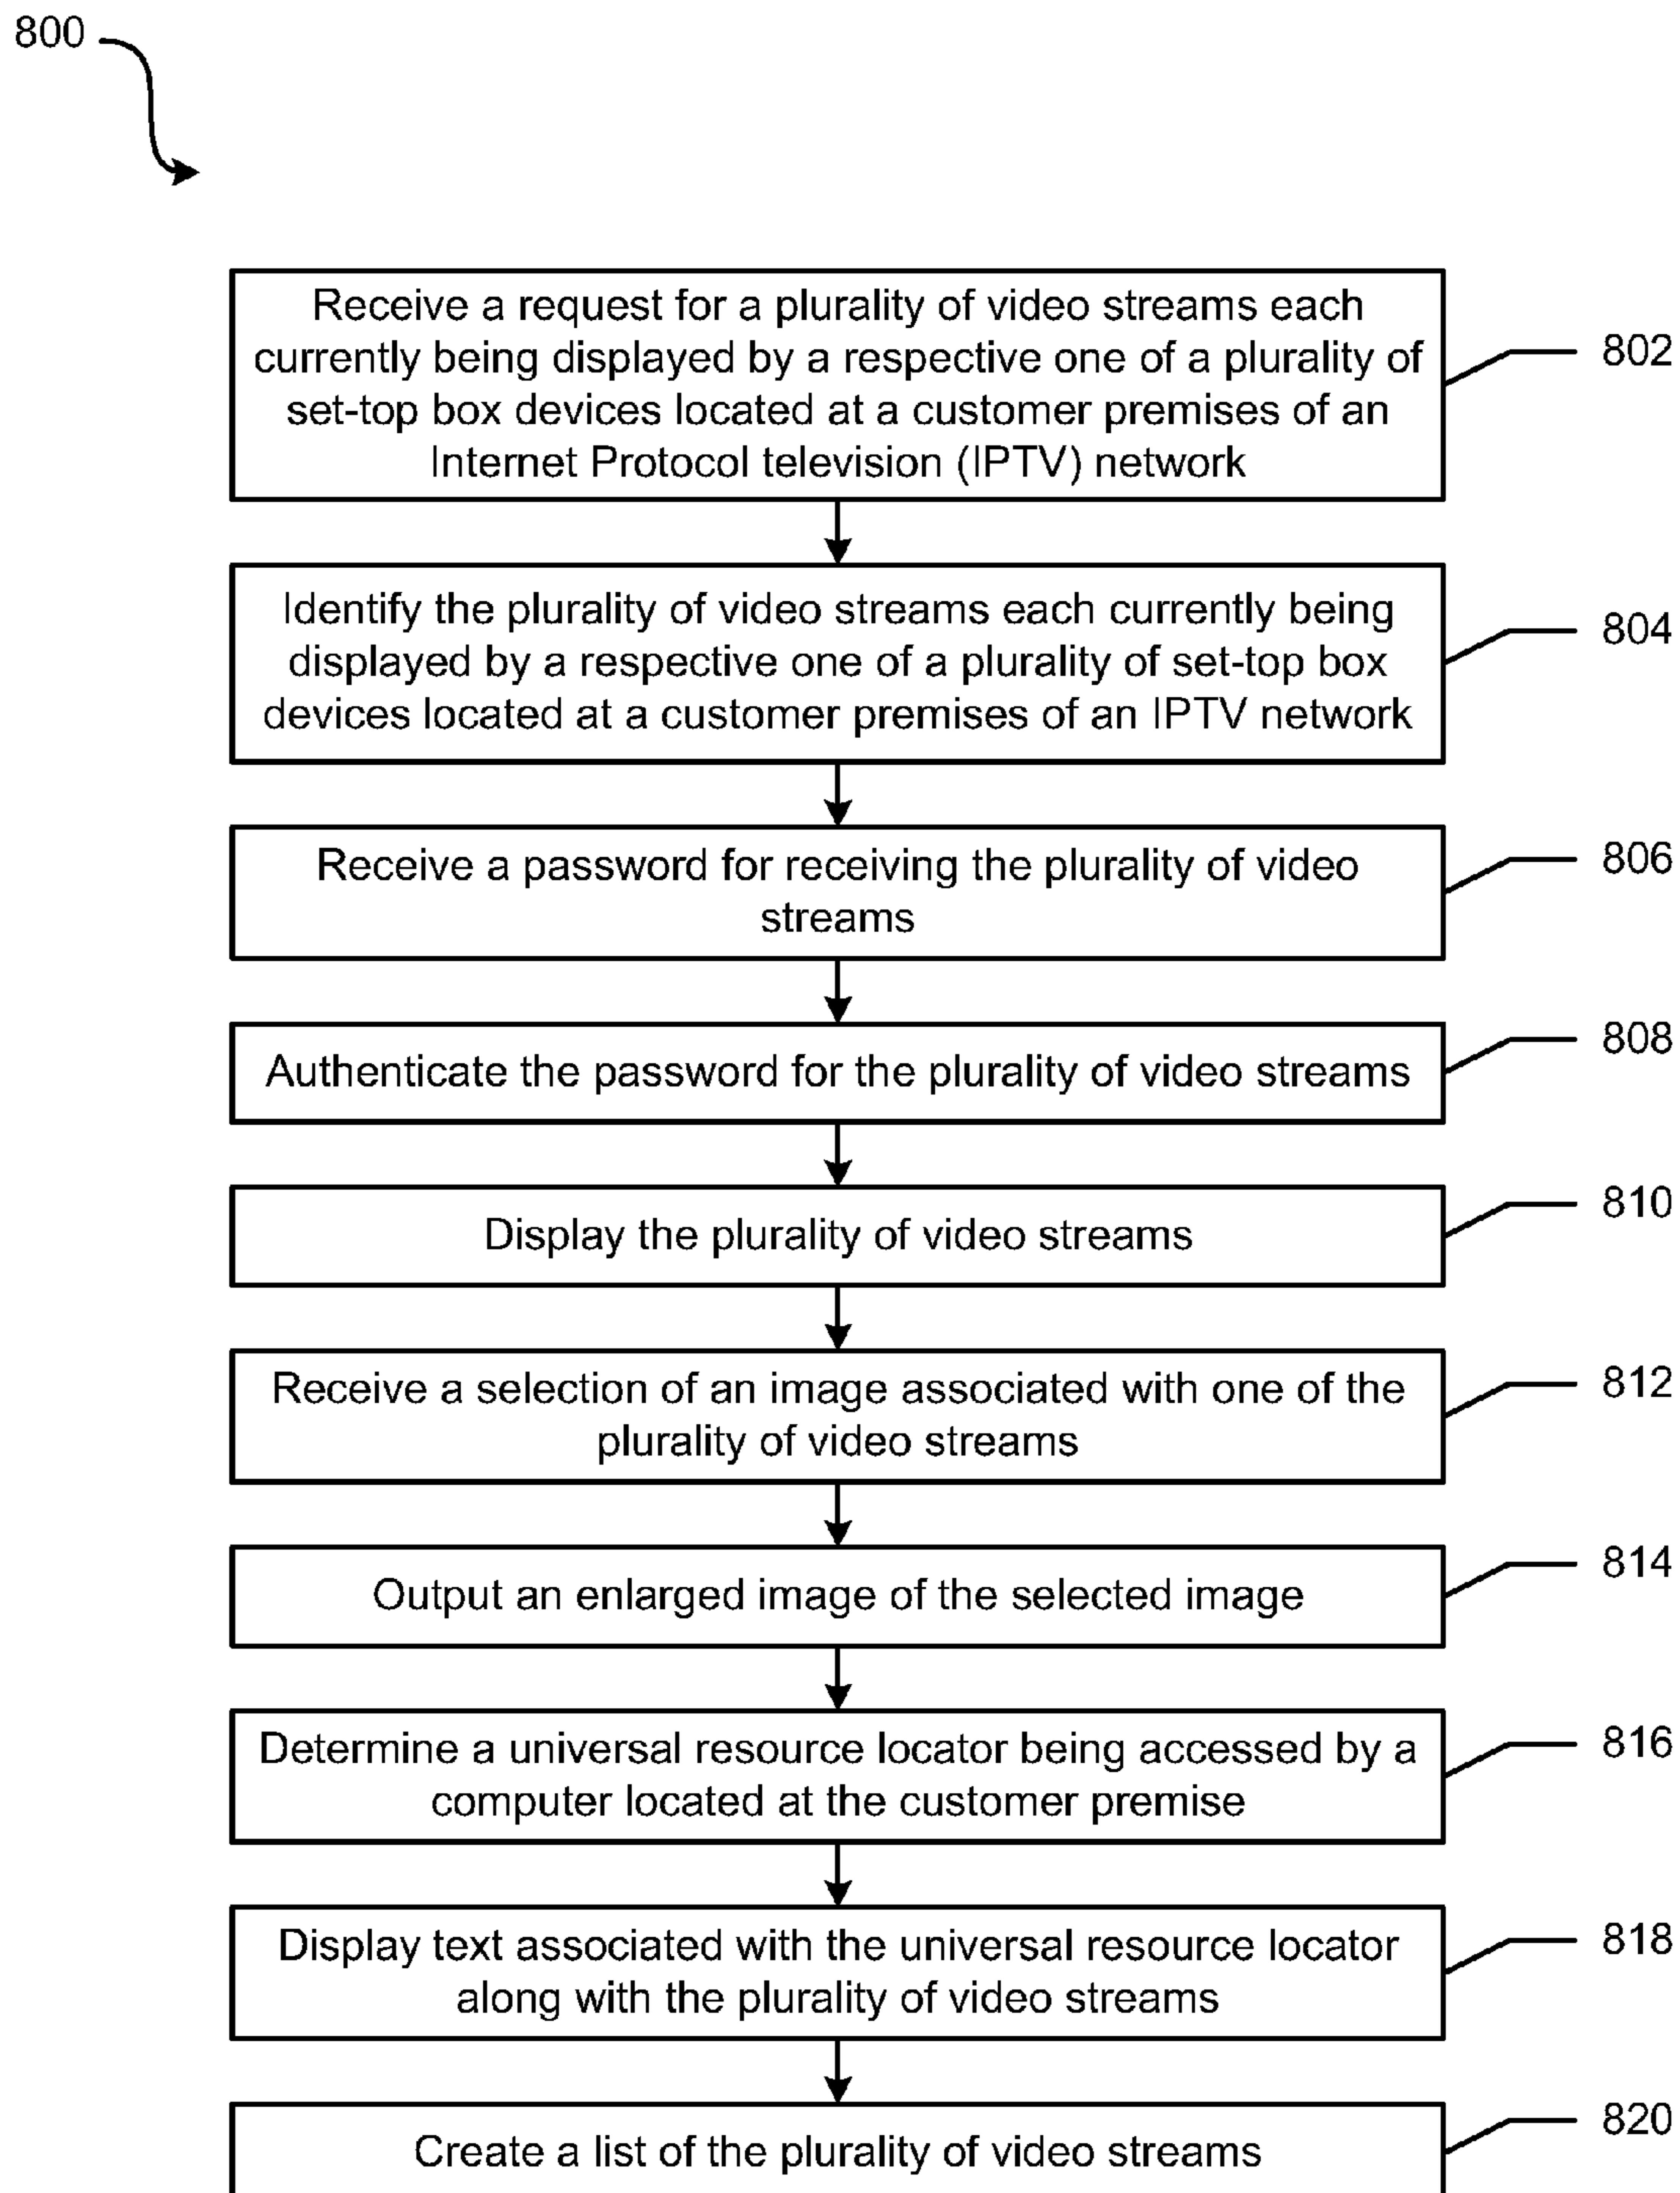 800
Receive a request for a plurality of video streams each
currently being displayed by a respective one of a plurality of
set-top box devices located at a customer premises of an
Internet Protocol television (IPTV) network
802
Identify the plurality of video streams each currently being
displayed by a respective one of a plurality of set-top box
devices located at a customer premises of an IPTV network
804
Receive a password for receiving the plurality of video
streams
806
Authenticate the password for the plurality of video streams
808
Display the plurality of video streams
810
Receive a selection of an image associated with one of the
plurality of video streams
812
Output an enlarged image of the selected image
814
Determine a universal resource locator being accessed by a
computer located at the customer premise
816
Display text associated with the universal resource locator
along with the plurality of video streams
818
Create a list of the plurality of video streams
820